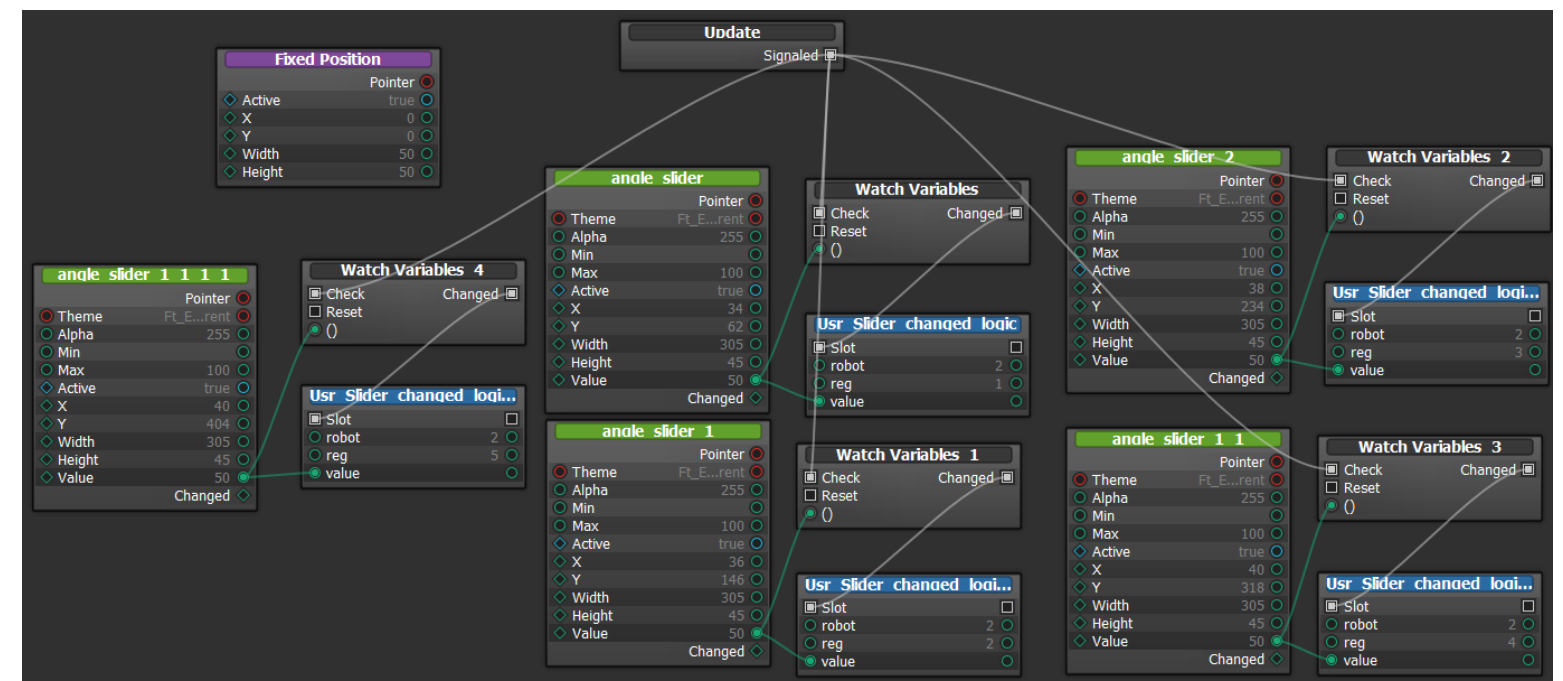 Update
Signaled
Fixed Position
Pointer
Active true
X 0
Y 0
Width 50
Height 50
angle slider 1 1 1 1
Pointer
Theme Ft_E...rent
Alpha 255
Min
Max 100
Active true
X 40
Y 404
Width 305
Height 45
Value 50
Changed
Watch Variables 4
Check Changed
Reset
()
Usr Slider changed logi...
Slot
robot 2
reg 5
value
angle slider
Pointer
Theme Ft_E...rent
Alpha 255
Min
Max 100
Active true
X 34
Y 62
Width 305
Height 45
Value 50
Changed
Watch Variables
Check Changed
Reset
()
Usr Slider changed logic
Slot
robot 2
reg 1
value
angle slider 1
Pointer
Theme Ft_E...rent
Alpha 255
Min
Max 100
Active true
X 36
Y 146
Width 305
Height 45
Value 50
Changed
Watch Variables 1
Check Changed
Reset
()
Usr Slider changed logi...
Slot
robot 2
reg 2
value
angle slider 2
Pointer
Theme Ft_E...rent
Alpha 255
Min
Max 100
Active true
X 38
Y 234
Width 305
Height 45
Value 50
Changed
Watch Variables 2
Check Changed
Reset
()
Usr Slider changed logi...
Slot
robot 2
reg 3
value
angle slider 1 1
Pointer
Theme Ft_E...rent
Alpha 255
Min
Max 100
Active true
X 40
Y 318
Width 305
Height 45
Value 50
Changed
Watch Variables 3
Check Changed
Reset
()
Usr Slider changed logi...
Slot
robot 2
reg 4
value